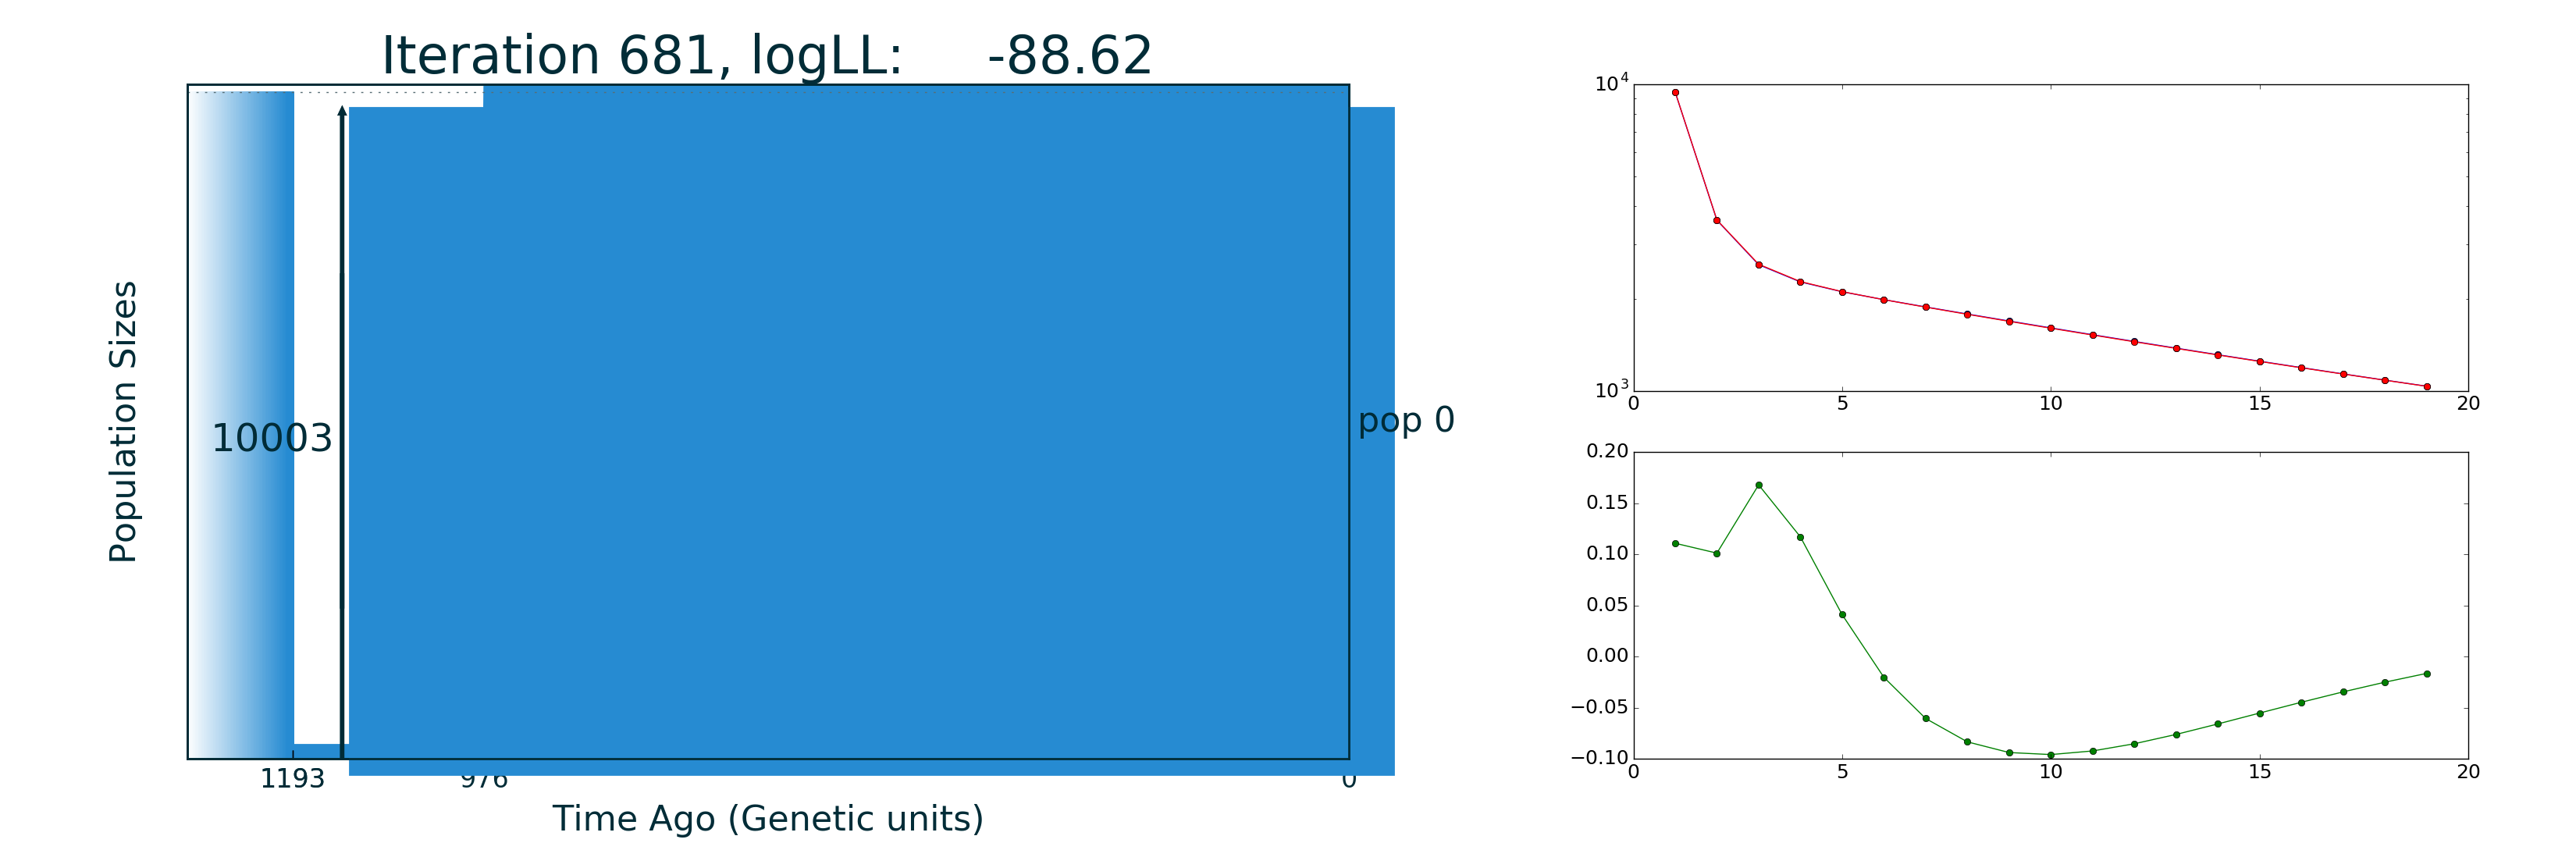 Iteration 681, logLL: -88.62
Population Sizes
10003
pop 0
1193 976 0
Time Ago (Genetic units)
10^4
10^3
0 5 10 15 20
0.20
0.15
0.10
0.05
0.00
−0.05
−0.10
0 5 10 15 20